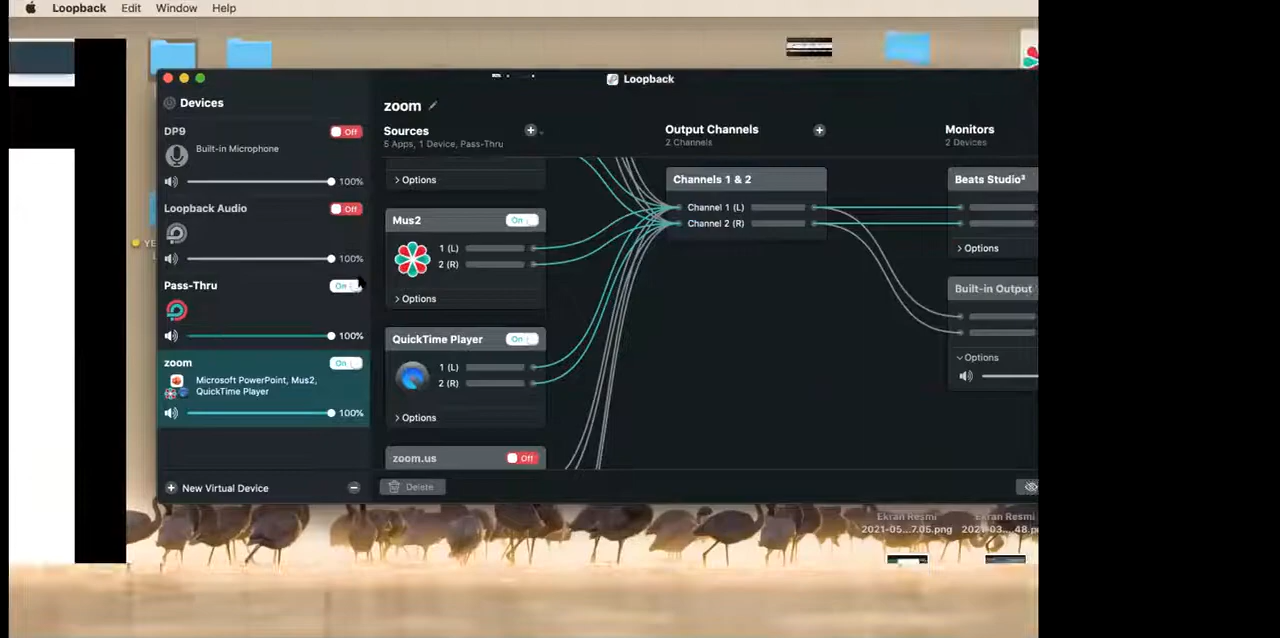 Loopback Edit Window Help
Loopback
Devices
DP9 Off
Built-in Microphone
100%
Loopback Audio Off
100%
Pass-Thru On
100%
zoom On
Microsoft PowerPoint, Mus2,
QuickTime Player
100%
New Virtual Device
zoom
Sources
5 Apps, 1 Device, Pass-Thru
Options
Mus2 On
1 (L)
2 (R)
Options
QuickTime Player On
1 (L)
2 (R)
Options
zoom.us Off
Delete
Output Channels
2 Channels
Channels 1 & 2
Channel 1 (L)
Channel 2 (R)
Monitors
2 Devices
Beats Studio³
Options
Built-in Output
Options
YE
Ekran Resmi
2021-05...7.05.png
Ekran Resmi